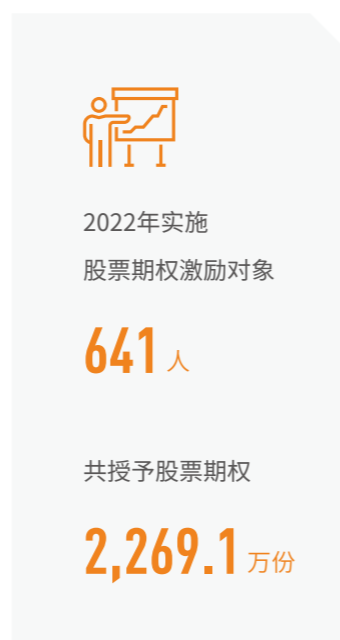 2022年实施
股票期权激励对象
641 人
共授予股票期权
2,269.1 万份